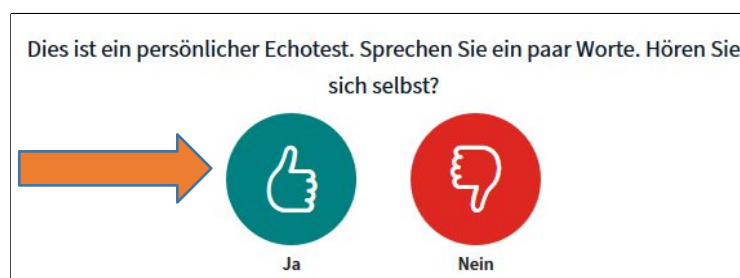 Dies ist ein persönlicher Echotest. Sprechen Sie ein paar Worte. Hören Sie
sich selbst?
Ja
Nein